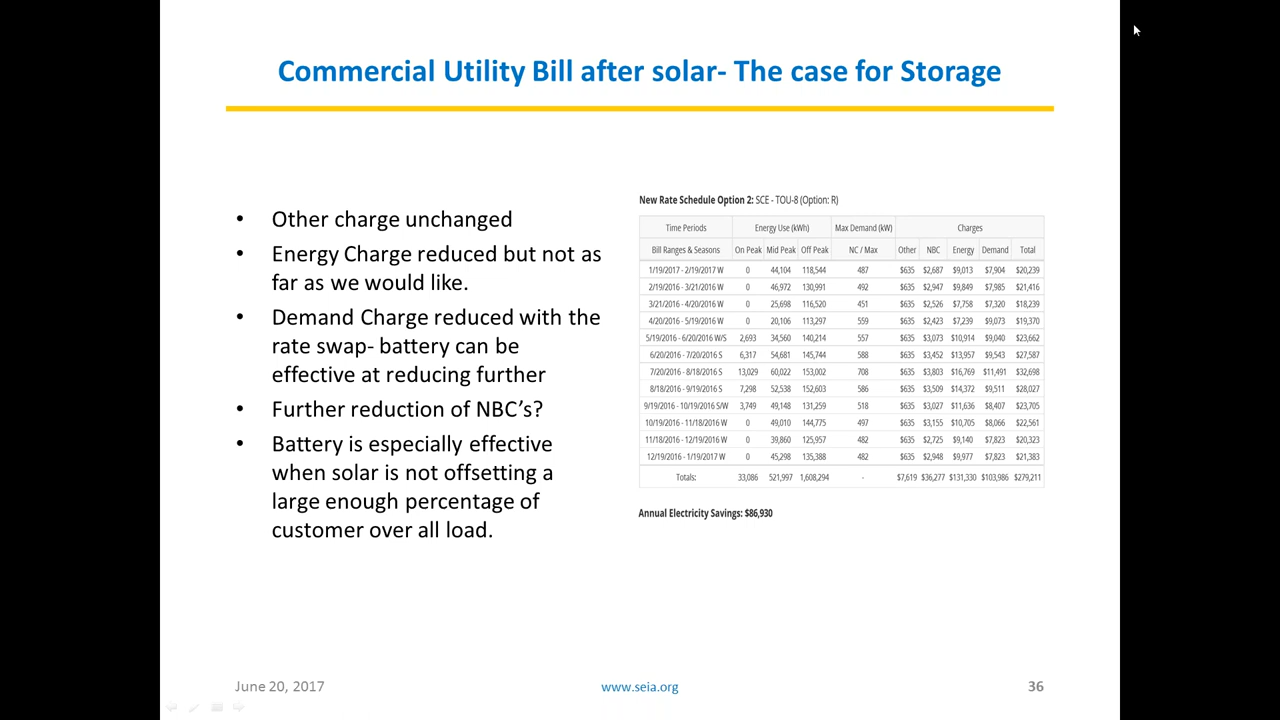 Commercial Utility Bill after solar- The case for Storage
• Other charge unchanged
• Energy Charge reduced but not as
far as we would like.
• Demand Charge reduced with the
rate swap- battery can be
effective at reducing further
• Further reduction of NBC’s?
• Battery is especially effective
when solar is not offsetting a
large enough percentage of
customer over all load.
New Rate Schedule Option 2: SCE - TOU-8 (Option: R)
Time Periods Energy Use (kWh) Max Demand (kW) Charges
Bill Ranges & Seasons On Peak Mid Peak Off Peak NC / Max Other NBC Energy Demand Total
1/19/2017 - 2/19/2017 W 0 44,104 118,544 487 $635 $2,687 $9,013 $7,904 $20,239
2/19/2016 - 3/21/2016 W 0 46,972 130,991 492 $635 $2,947 $9,849 $7,985 $21,416
3/21/2016 - 4/20/2016 W 0 25,698 116,520 451 $635 $2,526 $7,758 $7,320 $18,239
4/20/2016 - 5/19/2016 W 0 20,106 113,297 559 $635 $2,423 $7,239 $9,073 $19,370
5/19/2016 - 6/20/2016 W/S 2,693 34,560 140,214 557 $635 $3,073 $10,914 $9,040 $23,662
6/20/2016 - 7/20/2016 S 6,317 54,681 145,744 588 $635 $3,452 $13,957 $9,543 $27,587
7/20/2016 - 8/18/2016 S 13,029 60,022 153,002 708 $635 $3,803 $16,769 $11,491 $32,698
8/18/2016 - 9/19/2016 S 7,298 52,538 152,603 586 $635 $3,509 $14,372 $9,511 $28,027
9/19/2016 - 10/19/2016 S/W 3,749 49,148 131,259 518 $635 $3,027 $11,636 $8,407 $23,705
10/19/2016 - 11/18/2016 W 0 49,010 144,775 497 $635 $3,155 $10,705 $8,066 $22,561
11/18/2016 - 12/19/2016 W 0 39,860 125,957 482 $635 $2,725 $9,140 $7,823 $20,323
12/19/2016 - 1/19/2017 W 0 45,298 135,388 482 $635 $2,948 $9,977 $7,823 $21,383
Totals: 33,086 521,997 1,608,294 - $7,619 $36,277 $131,330 $103,986 $279,211
Annual Electricity Savings: $86,930
June 20, 2017 www.seia.org 36